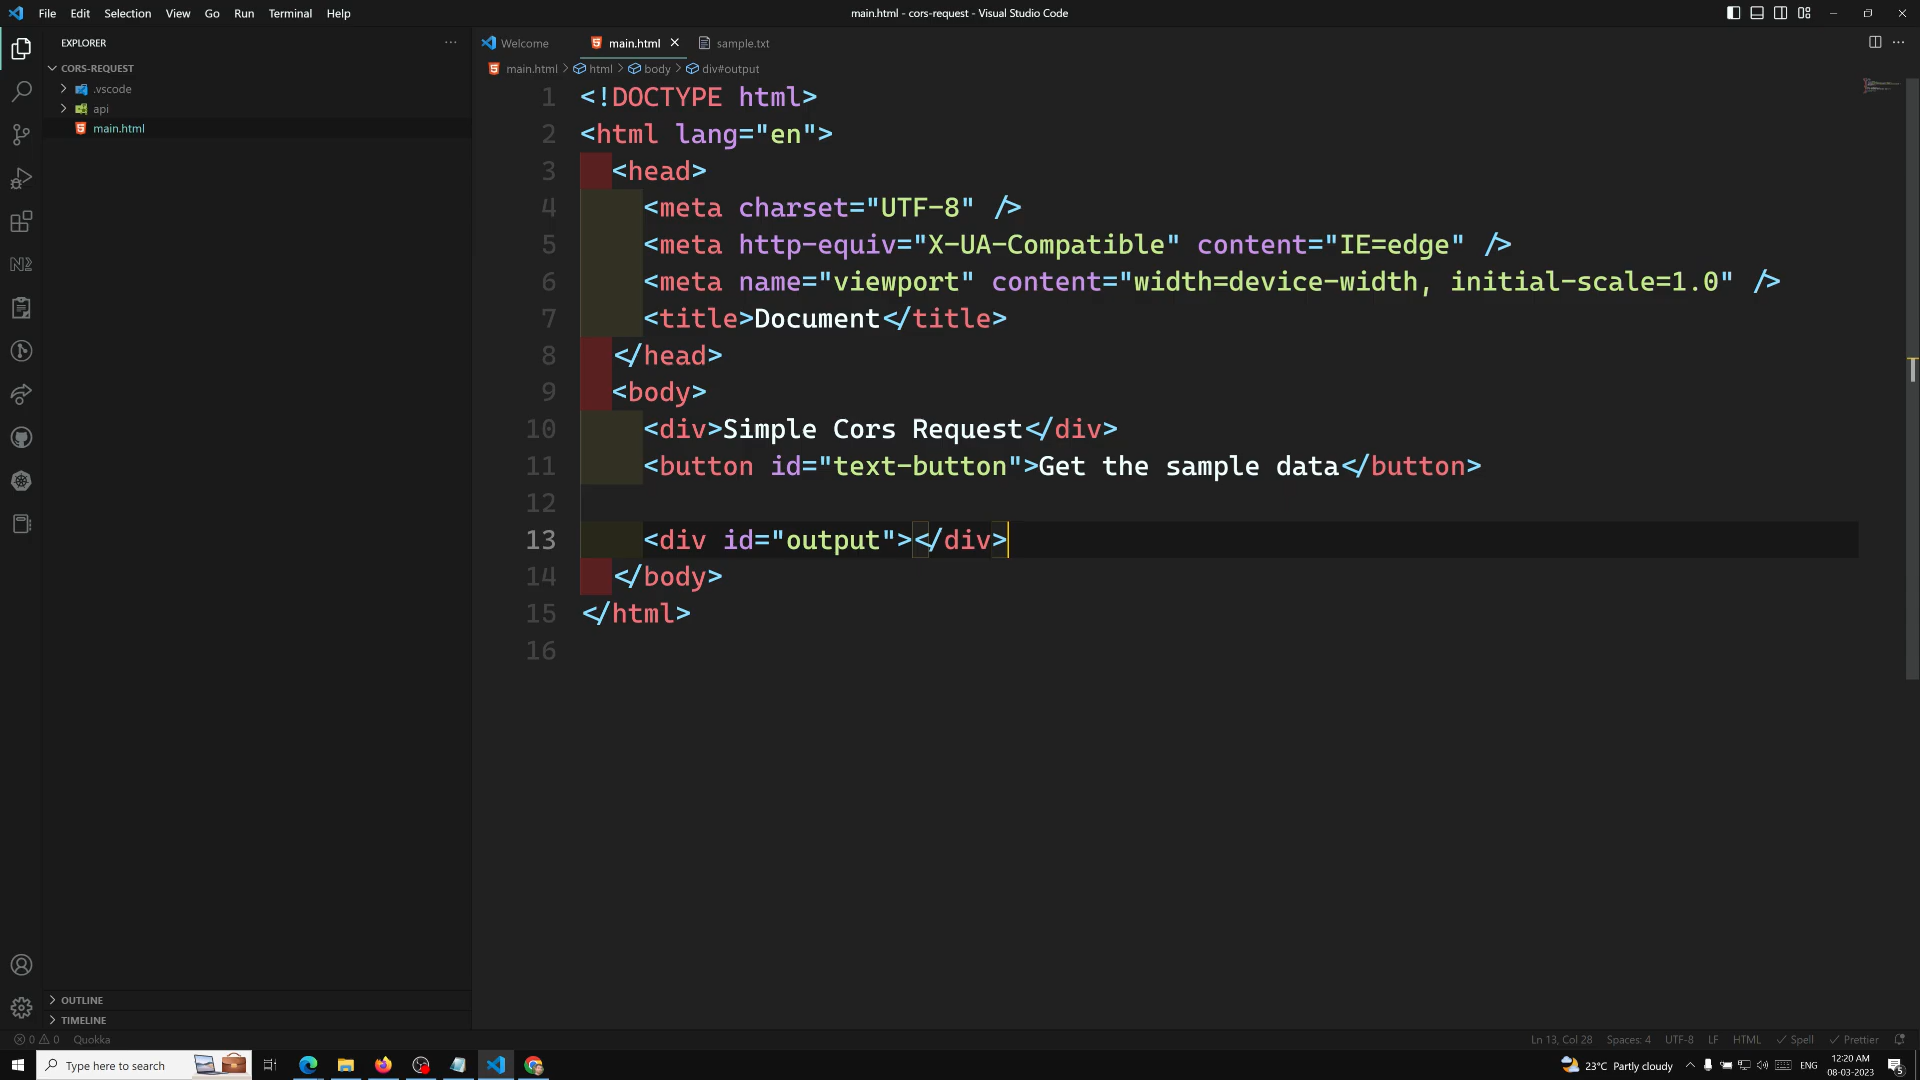 File Edit Selection View Go Run Terminal Help
main.html - cors-request - Visual Studio Code
EXPLORER
CORS-REQUEST
.vscode
api
main.html
Welcome
main.html
sample.txt
main.html > html > body > div#output
1 <!DOCTYPE html>
2 <html lang="en">
3 <head>
4 <meta charset="UTF-8" />
5 <meta http-equiv="X-UA-Compatible" content="IE=edge" />
6 <meta name="viewport" content="width=device-width, initial-scale=1.0" />
7 <title>Document</title>
8 </head>
9 <body>
10 <div>Simple Cors Request</div>
11 <button id="text-button">Get the sample data</button>
12
13 <div id="output"></div>
14 </body>
15 </html>
16
OUTLINE
TIMELINE
0 0 Quokka
Ln 13, Col 28 Spaces: 4 UTF-8 LF HTML Spell Prettier
Type here to search
23°C Partly cloudy
ENG
12:20 AM
08-03-2023
5